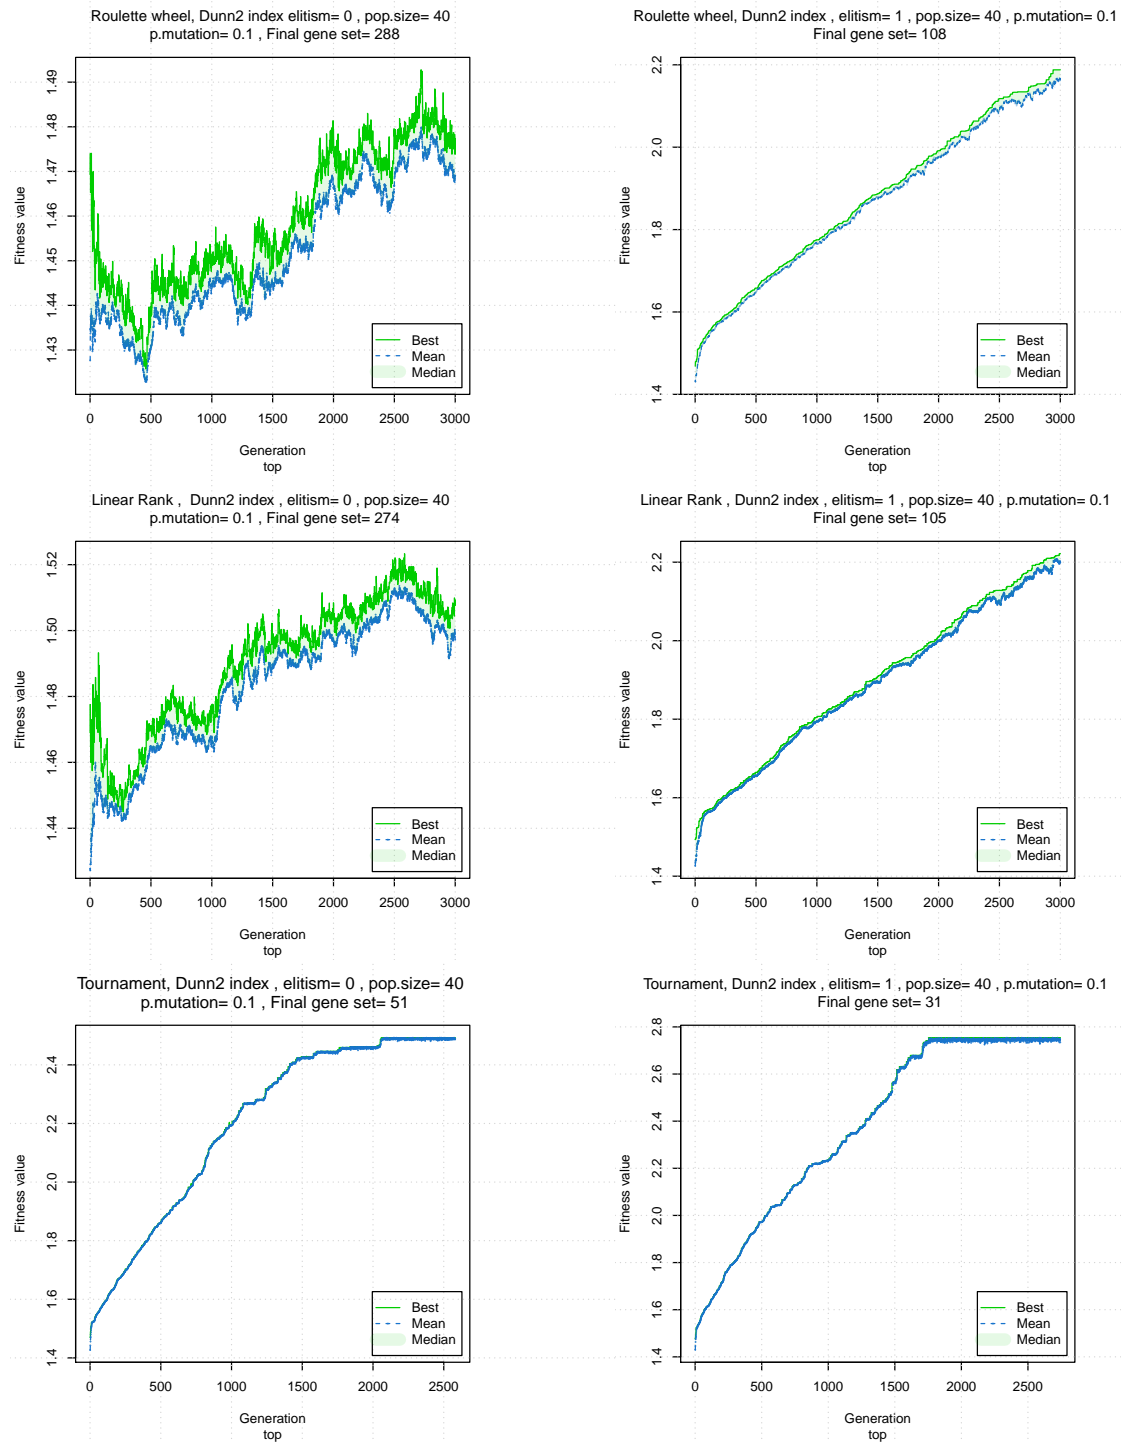 Roulette wheel, Dunn2 index elitism= 0 , pop.size= 40
p.mutation= 0.1 , Final gene set= 288
Fitness value
1.49
1.48
1.47
1.46
1.45
1.44
1.43
Best
Mean
Median
0 500 1000 1500 2000 2500 3000
Generation
top
Roulette wheel, Dunn2 index , elitism= 1 , pop.size= 40 , p.mutation= 0.1
Final gene set= 108
Fitness value
2.2
2.0
1.8
1.6
1.4
Best
Mean
Median
0 500 1000 1500 2000 2500 3000
Generation
top
Linear Rank , Dunn2 index , elitism= 0 , pop.size= 40
p.mutation= 0.1 , Final gene set= 274
Fitness value
1.52
1.50
1.48
1.46
1.44
Best
Mean
Median
0 500 1000 1500 2000 2500 3000
Generation
top
Linear Rank , Dunn2 index , elitism= 1 , pop.size= 40 , p.mutation= 0.1
Final gene set= 105
Fitness value
2.2
2.0
1.8
1.6
1.4
Best
Mean
Median
0 500 1000 1500 2000 2500 3000
Generation
top
Tournament, Dunn2 index , elitism= 0 , pop.size= 40
p.mutation= 0.1 , Final gene set= 51
Fitness value
2.4
2.2
2.0
1.8
1.6
1.4
Best
Mean
Median
0 500 1000 1500 2000 2500
Generation
top
Tournament, Dunn2 index , elitism= 1 , pop.size= 40 , p.mutation= 0.1
Final gene set= 31
Fitness value
2.8
2.6
2.4
2.2
2.0
1.8
1.6
1.4
Best
Mean
Median
0 500 1000 1500 2000 2500
Generation
top